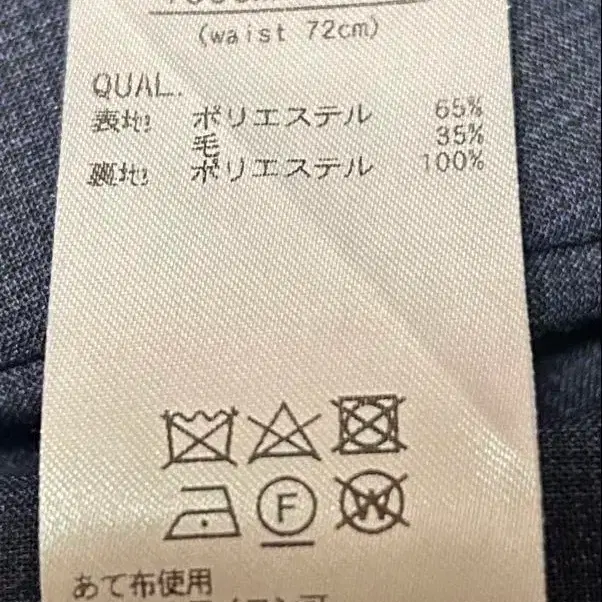 (waist 72cm)
QUAL.
表地 ポリエステル 65%
毛 35%
裏地 ポリエステル 100%
F
W
あて布使用